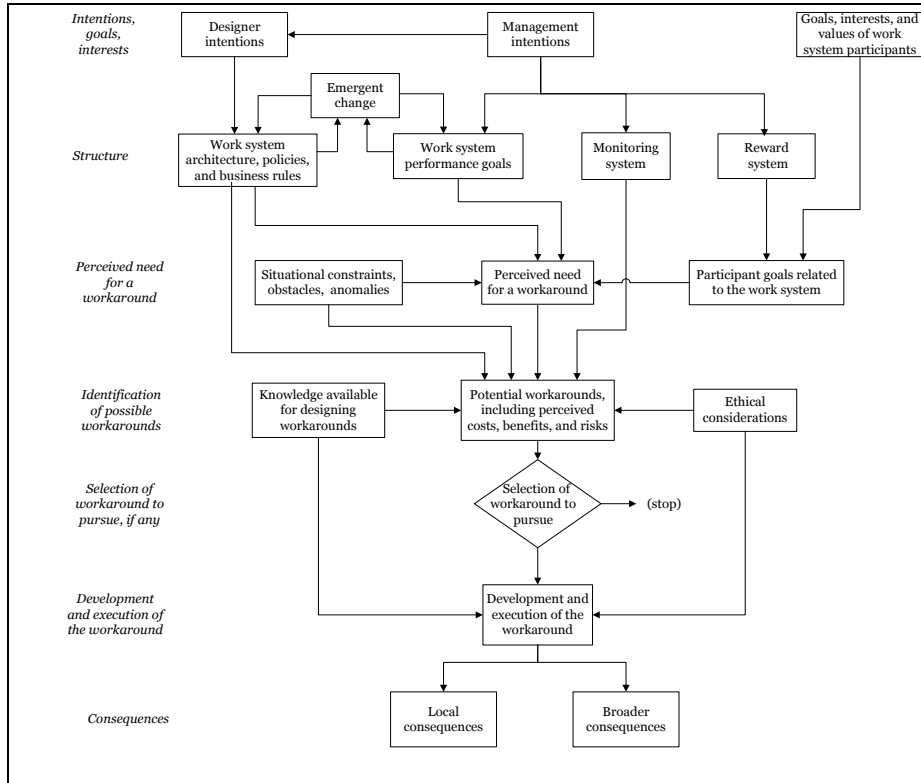 Intentions,
goals,
interests
Designer
intentions
Management
intentions
Goals, interests, and
values of work
system participants
Emergent
change
Structure
Work system
architecture, policies,
and business rules
Work system
performance goals
Monitoring
system
Reward
system
Perceived need
for a
workaround
Situational constraints,
obstacles, anomalies
Perceived need
for a workaround
Participant goals related
to the work system
Identification
of possible
workarounds
Knowledge available
for designing
workarounds
Potential workarounds,
including perceived
costs, benefits, and risks
Ethical
considerations
Selection of
workaround to
pursue, if any
Selection of
workaround to
pursue
(stop)
Development
and execution of
the workaround
Development and
execution of the
workaround
Consequences
Local
consequences
Broader
consequences